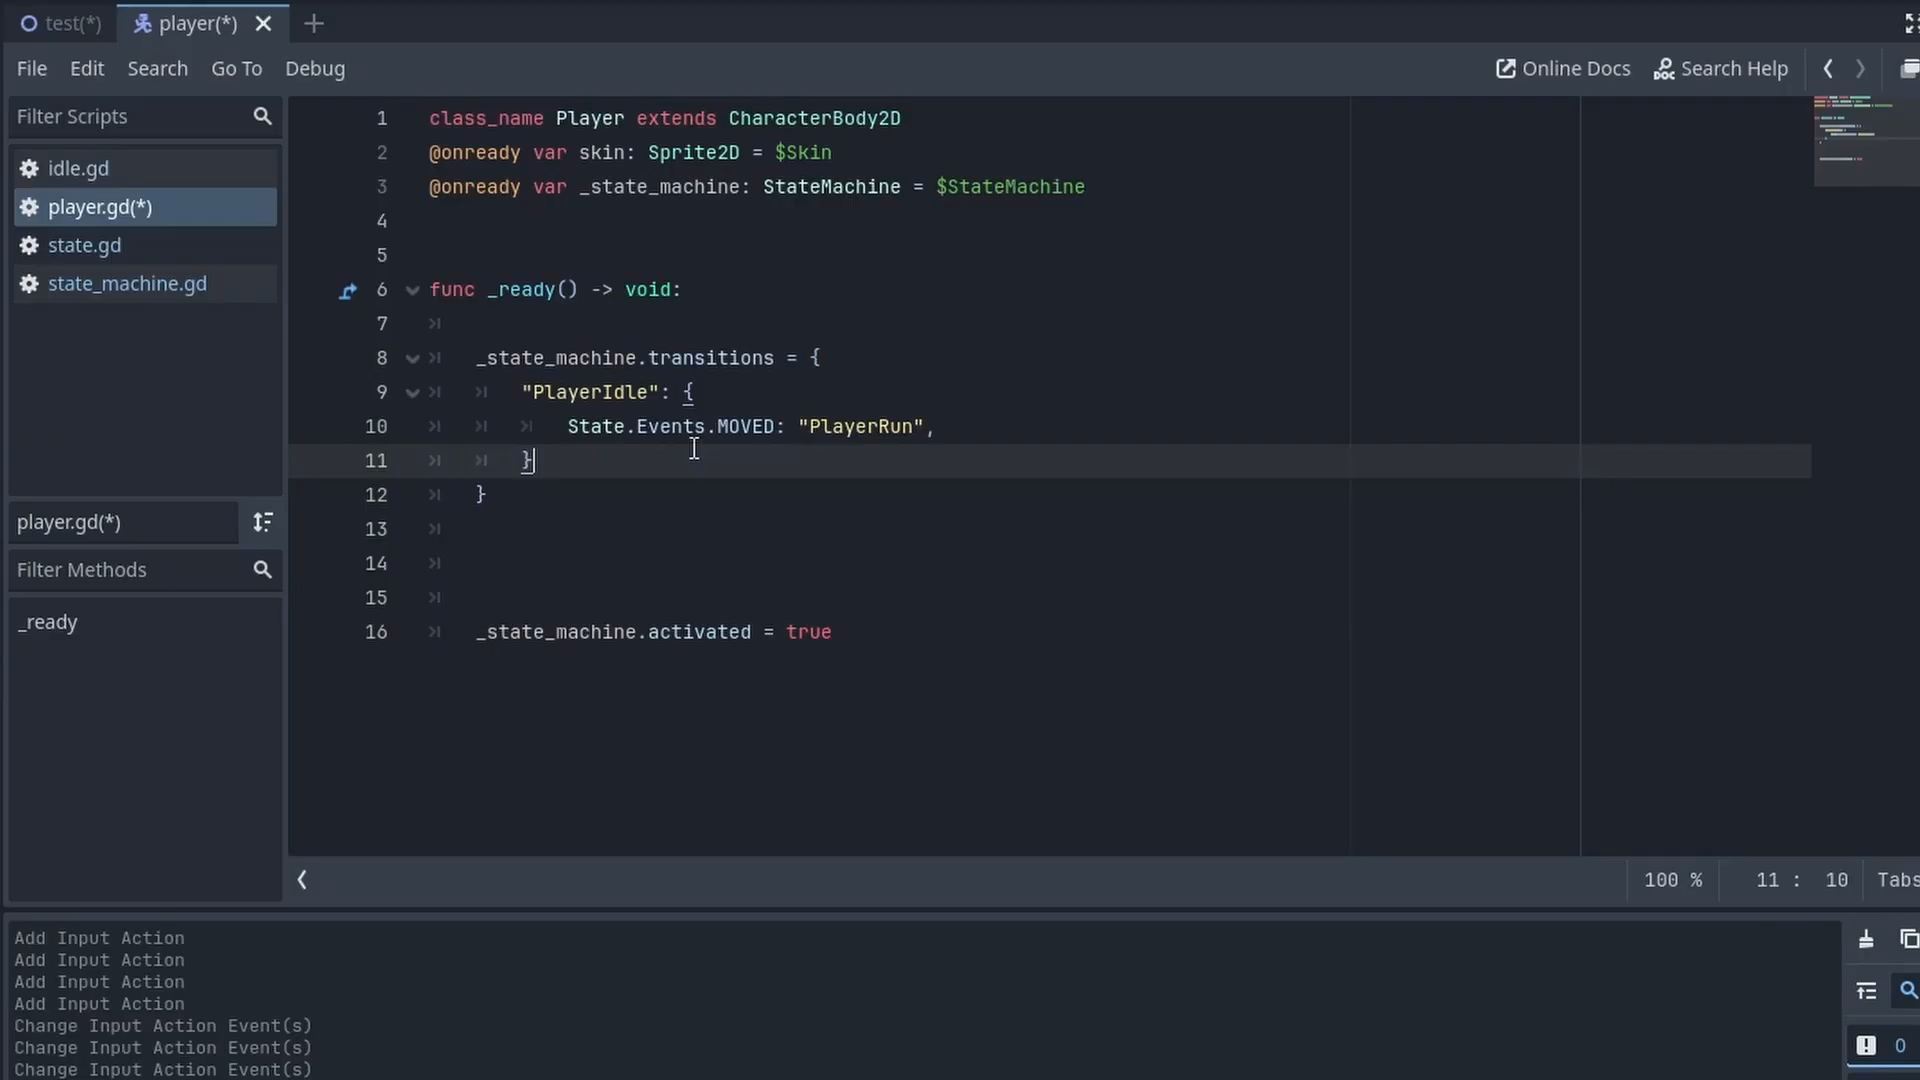 test(*)
player(*)
File Edit Search Go To Debug
Online Docs
Search Help
Filter Scripts
idle.gd
player.gd(*)
state.gd
state_machine.gd
player.gd(*)
Filter Methods
_ready
1 class_name Player extends CharacterBody2D
2 @onready var skin: Sprite2D = $Skin
3 @onready var _state_machine: StateMachine = $StateMachine
4
5
6 func _ready() -> void:
7
8 _state_machine.transitions = {
9 "PlayerIdle": {
10 State.Events.MOVED: "PlayerRun",
11 }
12 }
13
14
15
16 _state_machine.activated = true
100 % 11 : 10 Tabs
Add Input Action
Add Input Action
Add Input Action
Add Input Action
Change Input Action Event(s)
Change Input Action Event(s)
Change Input Action Event(s)
0